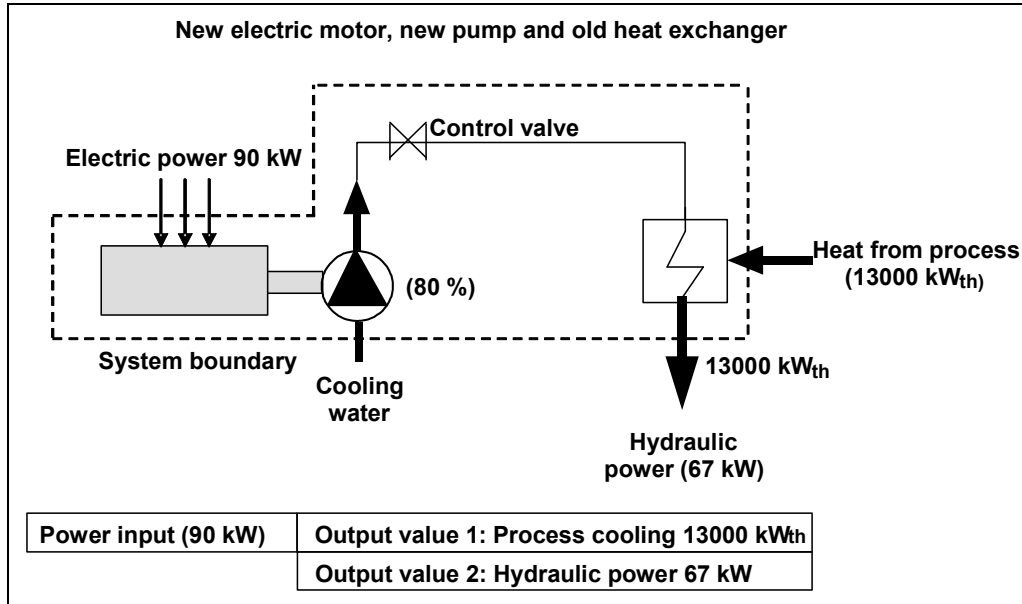 New electric motor, new pump and old heat exchanger
Control valve
Electric power 90 kW
(80 %)
Heat from process
(13000 kWth)
System boundary
Cooling
water
13000 kWth
Hydraulic
power (67 kW)
Power input (90 kW)
Output value 1: Process cooling 13000 kWth
Output value 2: Hydraulic power 67 kW